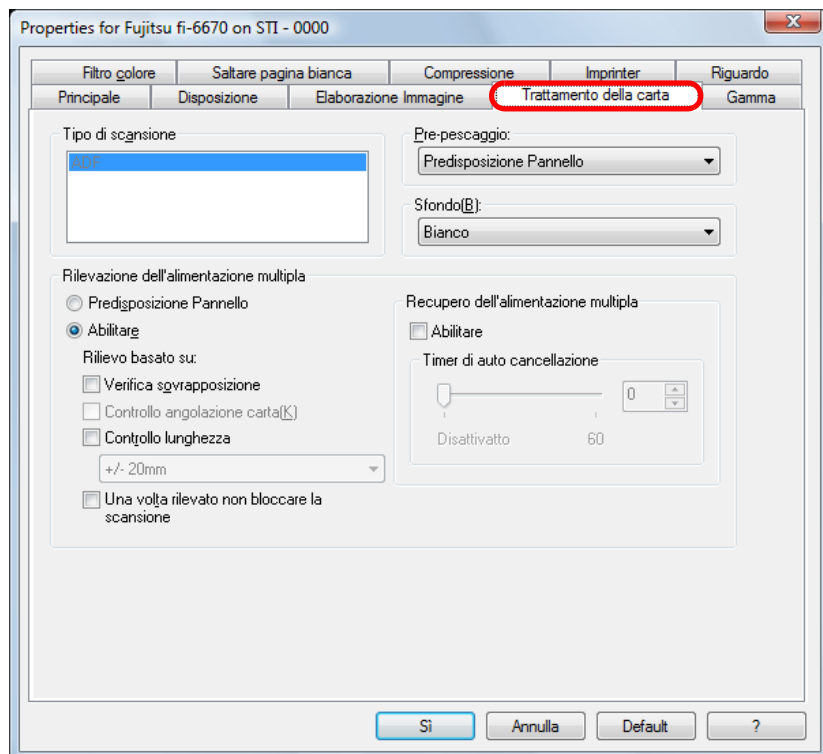 Properties for Fujitsu fi-6670 on STI - 0000
Filtro colore
Saltare pagina bianca
Compressione
Imprinter
Riguardo
Principale
Disposizione
Elaborazione Immagine
Trattamento della carta
Gamma
Tipo di scansione
ADF
Pre-pescaggio:
Predisposizione Pannello
Sfondo(B):
Bianco
Rilevazione dell'alimentazione multipla
Predisposizione Pannello
Abilitare
Rilievo basato su:
Verifica sovrapposizione
Controllo angolazione carta(K)
Controllo lunghezza
+/- 20mm
Una volta rilevato non bloccare la
scansione
Recupero dell'alimentazione multipla
Abilitare
Timer di auto cancellazione
0
Disattivatto
60
Sì
Annulla
Default
?